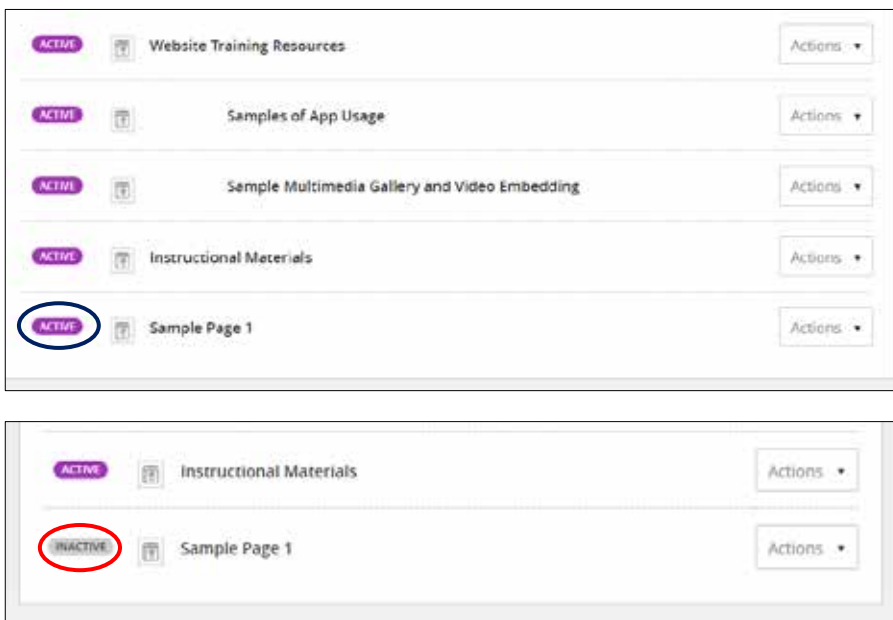 ACTIVE Website Training Resources Actions
ACTIVE Samples of App Usage Actions
ACTIVE Sample Multimedia Gallery and Video Embedding Actions
ACTIVE Instructional Materials Actions
ACTIVE Sample Page 1 Actions
ACTIVE Instructional Materials Actions
INACTIVE Sample Page 1 Actions